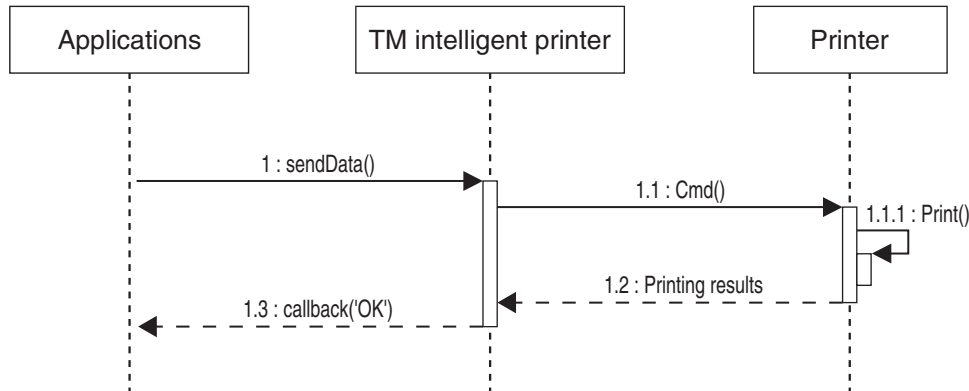 Applications
TM intelligent printer
Printer
1 : sendData()
1.1 : Cmd()
1.1.1 : Print()
1.2 : Printing results
1.3 : callback('OK')